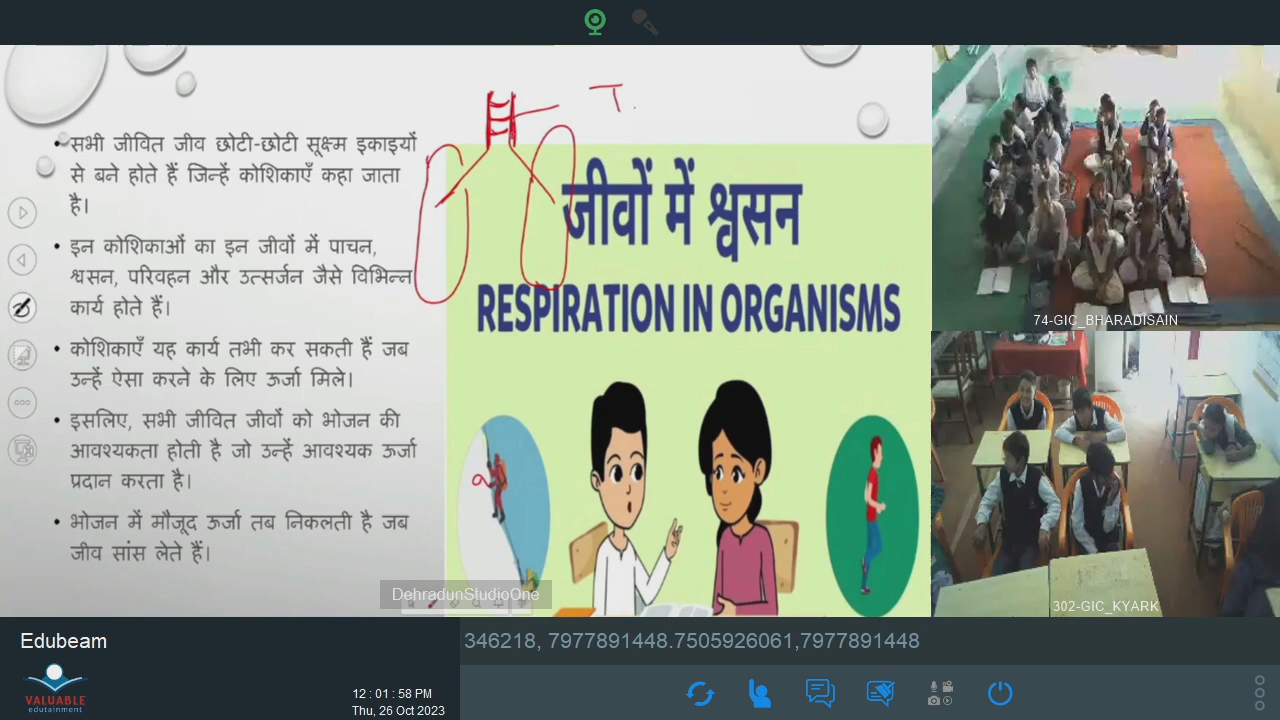 T.
• सभी जीवित जीव छोटी-छोटी सूक्ष्म इकाइयों
से बने होते हैं जिन्हें कोशिकाएँ कहा जाता
है।
• इन कोशिकाओं का इन जीवों में पाचन,
श्वसन, परिवहन और उत्सर्जन जैसे विभिन्न
कार्य होते हैं।
• कोशिकाएँ यह कार्य तभी कर सकती हैं जब
उन्हें ऐसा करने के लिए ऊर्जा मिले।
• इसलिए, सभी जीवित जीवों को भोजन की
आवश्यकता होती है जो उन्हें आवश्यक ऊर्जा
प्रदान करता है।
• भोजन में मौजूद ऊर्जा तब निकलती है जब
जीव सांस लेते हैं।
जीवों में श्वसन
RESPIRATION IN ORGANISMS
DehradunStudioOne
74-GIC_BHARADISAIN
302-GIC_KYARK
Edubeam
346218, 7977891448.7505926061,7977891448
VALUABLE
edutainment
12 : 01 : 58 PM
Thu, 26 Oct 2023